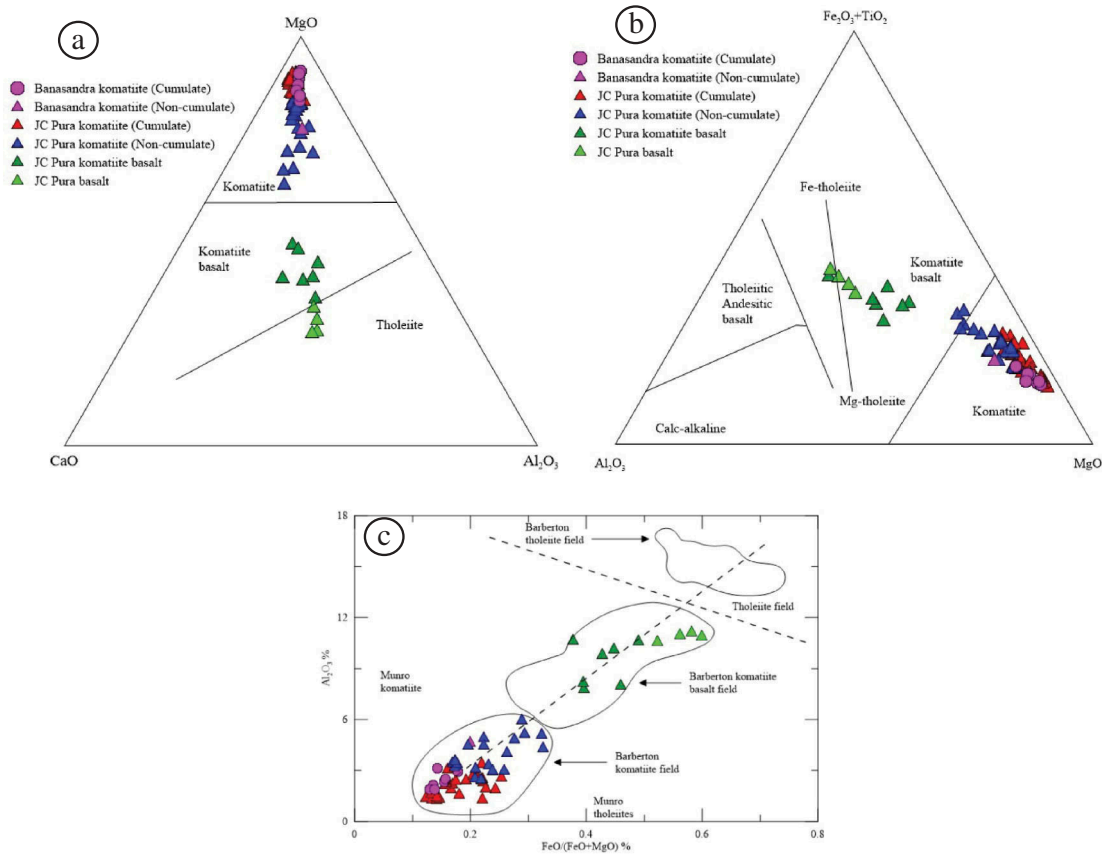 a
MgO
Banasandra komatiite (Cumulate)
Banasandra komatiite (Non-cumulate)
JC Pura komatiite (Cumulate)
JC Pura komatiite (Non-cumulate)
JC Pura komatiite basalt
JC Pura basalt
Komatiite
Komatiite
basalt
Tholeiite
CaO
Al₂O₃
b
Fe₂O₃+TiO₂
Banasandra komatiite (Cumulate)
Banasandra komatiite (Non-cumulate)
JC Pura komatiite (Cumulate)
JC Pura komatiite (Non-cumulate)
JC Pura komatiite basalt
JC Pura basalt
Fe-tholeiite
Komatiite
basalt
Tholeiitic
Andesitic
basalt
Mg-tholeiite
Komatiite
Calc-alkaline
Al₂O₃
MgO
c
18
12
6
0
Al₂O₃ %
Barberton
tholeiite field
Tholeiite field
Munro
komatiite
Barberton komatiite
basalt field
Barberton
komatiite field
Munro
tholeiites
0.2
0.4
0.6
0.8
FeO/(FeO+MgO) %